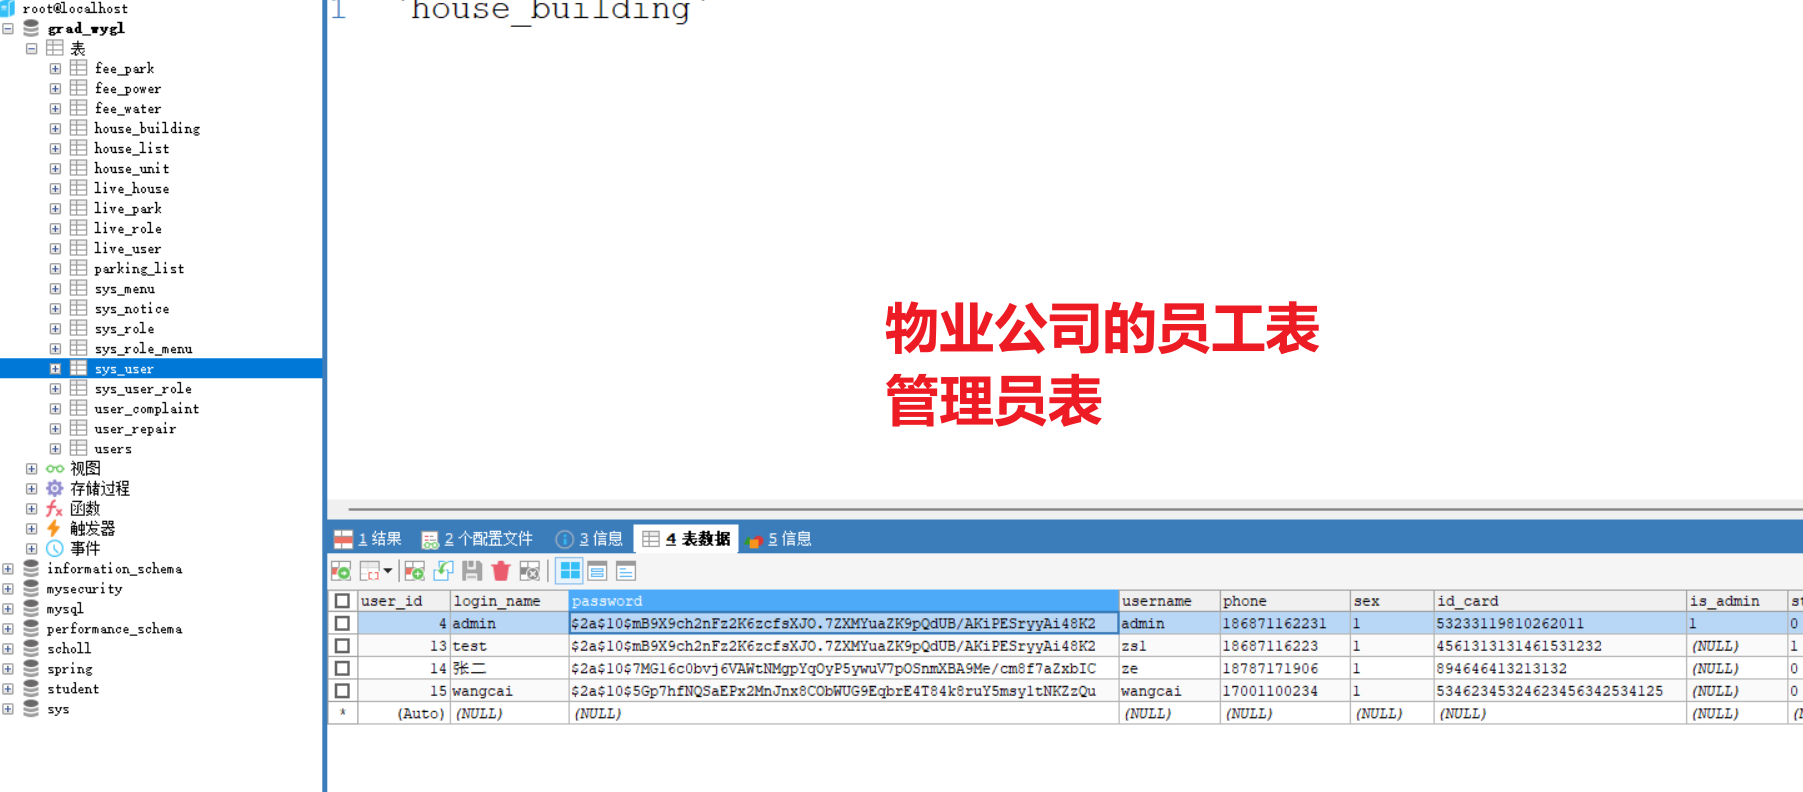 root@localhost
grad_wygl
表
fee_park
fee_power
fee_water
house_building
house_list
house_unit
live_house
live_park
live_role
live_user
parking_list
sys_menu
sys_notice
sys_role
sys_role_menu
sys_user
sys_user_role
user_complaint
user_repair
users
视图
存储过程
函数
触发器
事件
information_schema
mysecurity
mysql
performance_schema
scholl
spring
student
sys
1 `house_building`
物业公司的员工表
管理员表
1 结果 2 个配置文件 3 信息 4 表数据 5 信息
user_id login_name password username phone sex id_card is_admin
4 admin $2a$10$mB9X9ch2nFz2K6zcfsXJO.7ZXMYuaZK9pQdUB/AKiPESryyAi48K2 admin 186871162231 1 53233119810262011 1 0
13 test $2a$10$mB9X9ch2nFz2K6zcfsXJO.7ZXMYuaZK9pQdUB/AKiPESryyAi48K2 zsl 18687116223 1 4561313131461531232 (NULL) 1
14 张二 $2a$10$7MG16c0bvj6VAWtNMgpYqOyP5ywuV7pOSnmXBA9Me/cm8f7aZxbIC ze 18787171906 1 894646413213132 (NULL) 0
15 wangcai $2a$10$5Gp7hfNQSaEPx2MnJnx8CObWUG9EqbrE4T84k8ruY5msy1tNKZzQu wangcai 17001100234 1 53462345324623456342534125 (NULL) 0
* (Auto) (NULL) (NULL) (NULL) (NULL) (NULL) (NULL) (NULL)